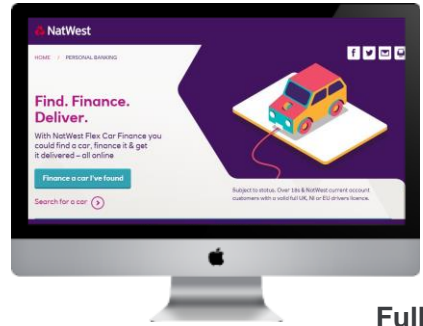 NatWest
HOME / PERSONAL BANKING
Find. Finance.
Deliver.
With NatWest Flex Car Finance you
could find a car, finance it & get
it delivered – all online
Finance a car I've found
Search for a car
Subject to status. Over 18s & NatWest current account
customers with a valid full UK, NI or EU drivers licence.
Full